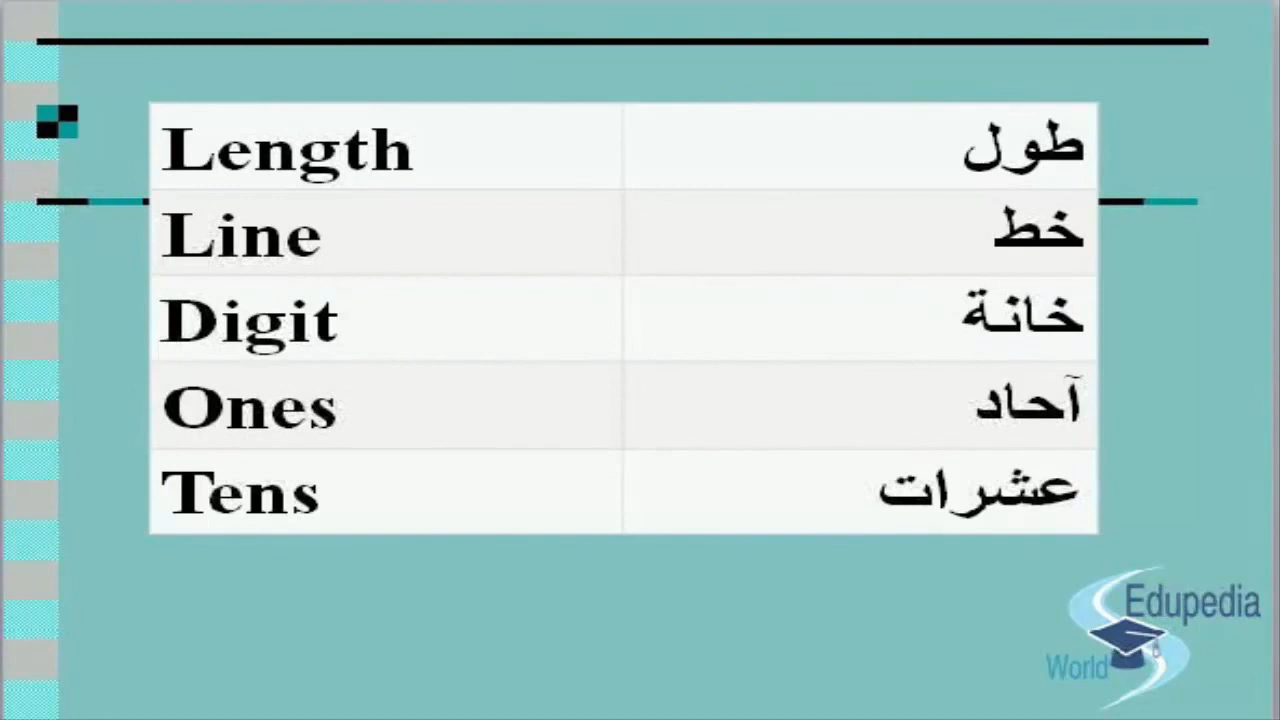 Length طول
Line خط
Digit خانة
Ones آحاد
Tens عشرات
Edupedia
World